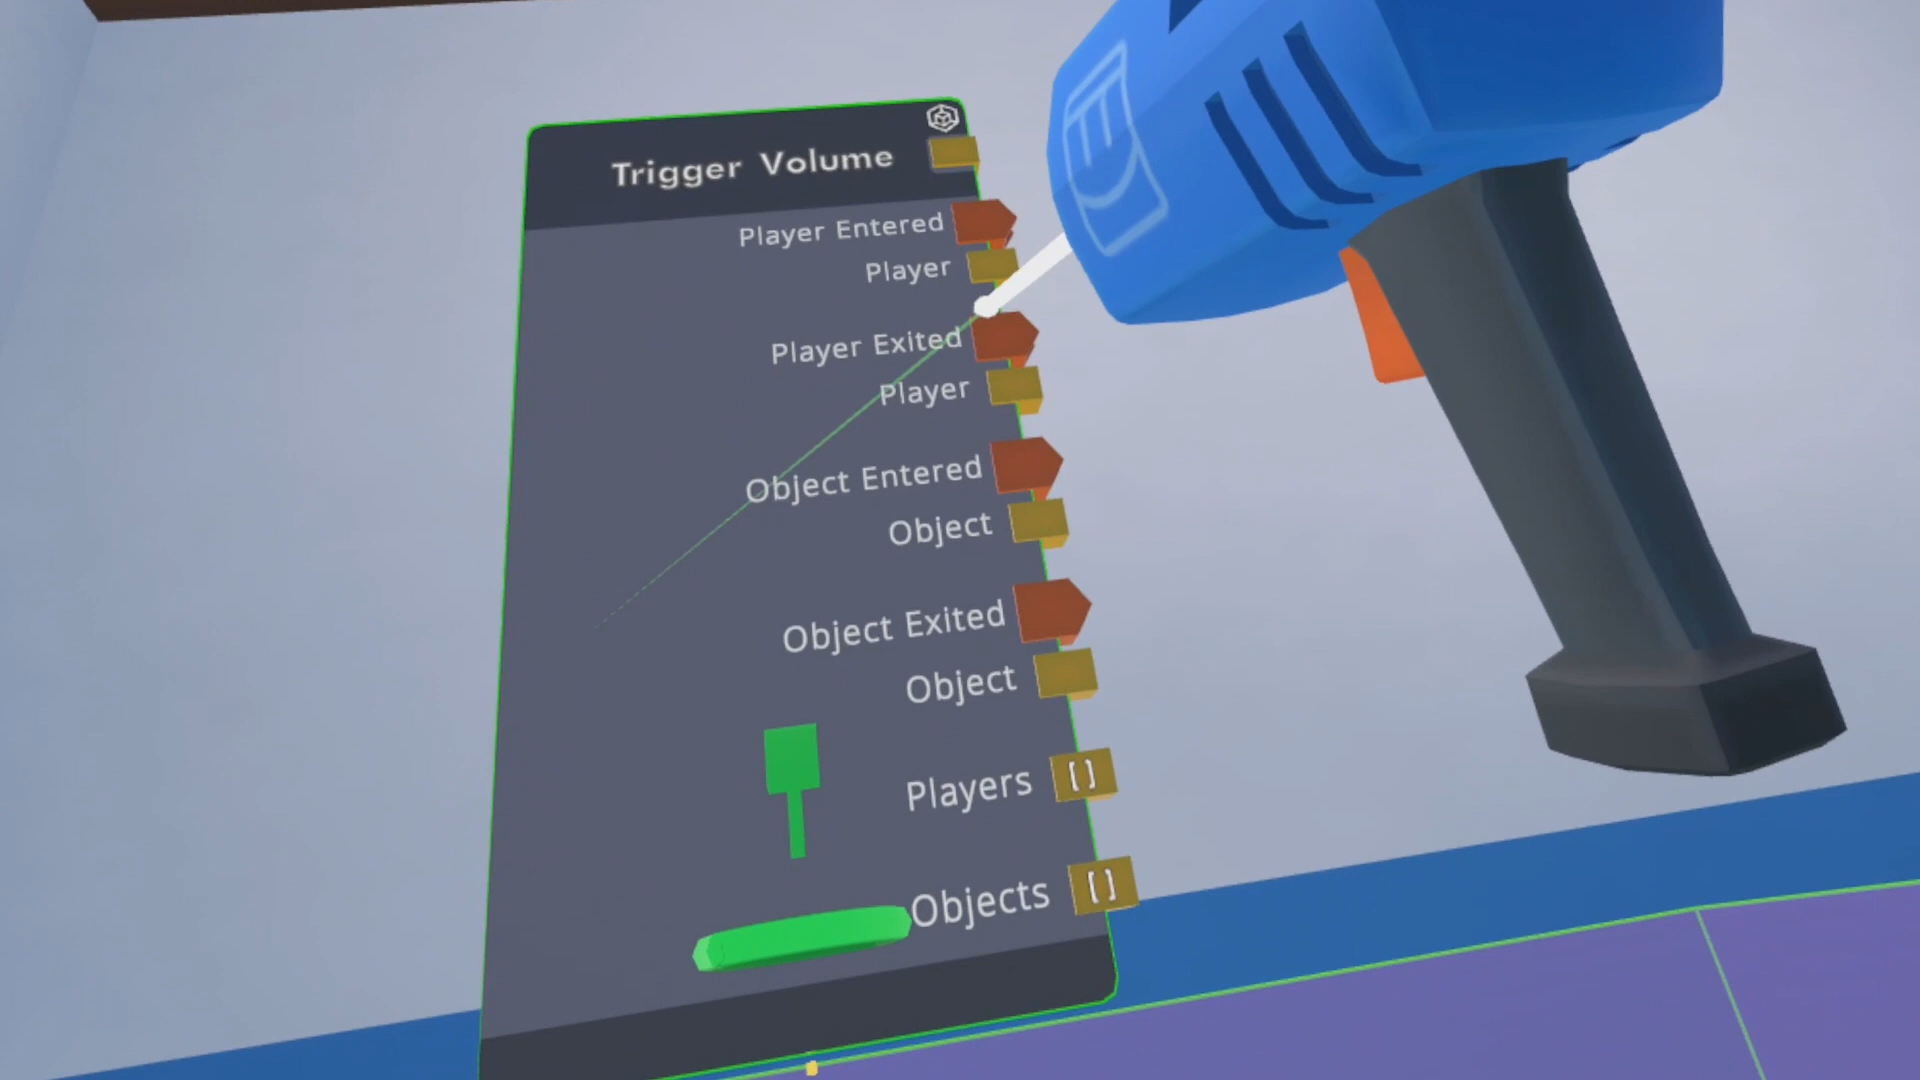 Trigger Volume
Player Entered
Player
Player Exited
Player
Object Entered
Object
Object Exited
Object
Players []
Objects []